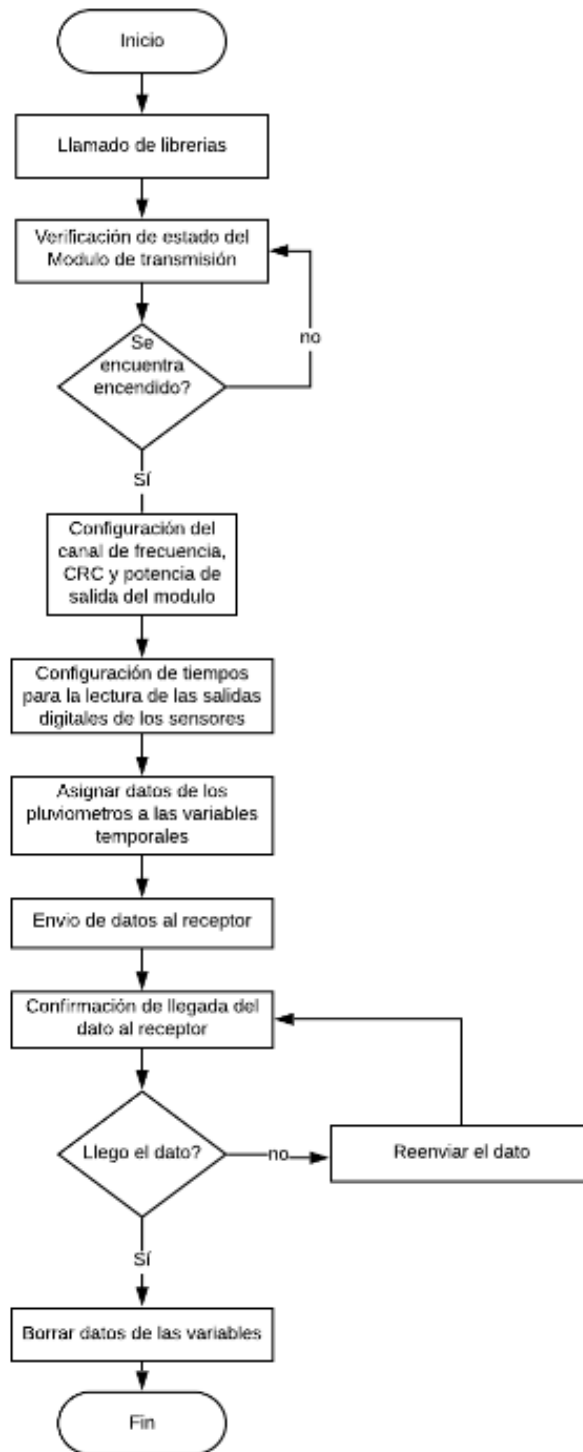 Inicio
Llamado de librerias
Verificación de estado del
Modulo de transmisión
Se
encuentra
encendido?
no
Sí
Configuración del
canal de frecuencia,
CRC y potencia de
salida del modulo
Configuración de tiempos
para la lectura de las salidas
digitales de los sensores
Asignar datos de los
pluviometros a las variables
temporales
Envio de datos al receptor
Confirmación de llegada del
dato al receptor
Llego el dato?
no
Reenviar el dato
Sí
Borrar datos de las variables
Fin